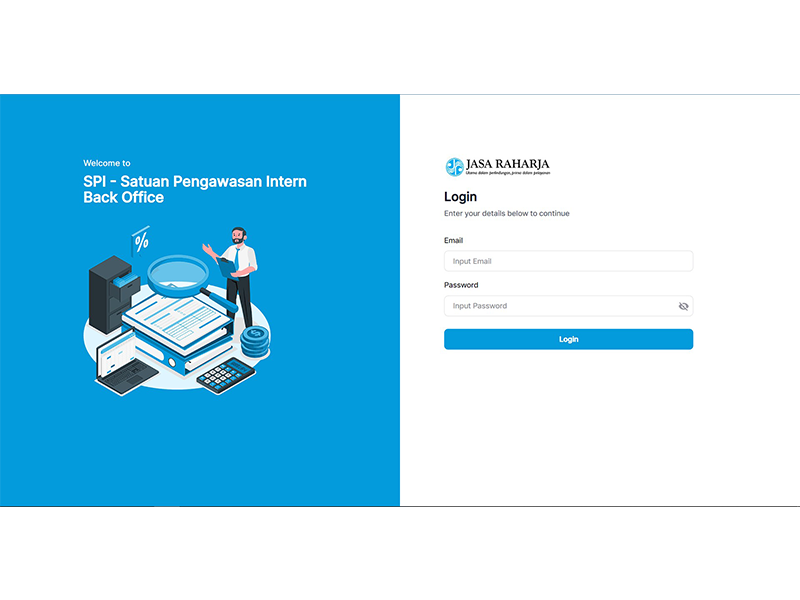 Welcome to
SPI - Satuan Pengawasan Intern
Back Office
%
$
JASA RAHARJA
Utama dalam perlindungan, prima dalam pelayanan
Login
Enter your details below to continue
Email
Input Email
Password
Input Password
Login